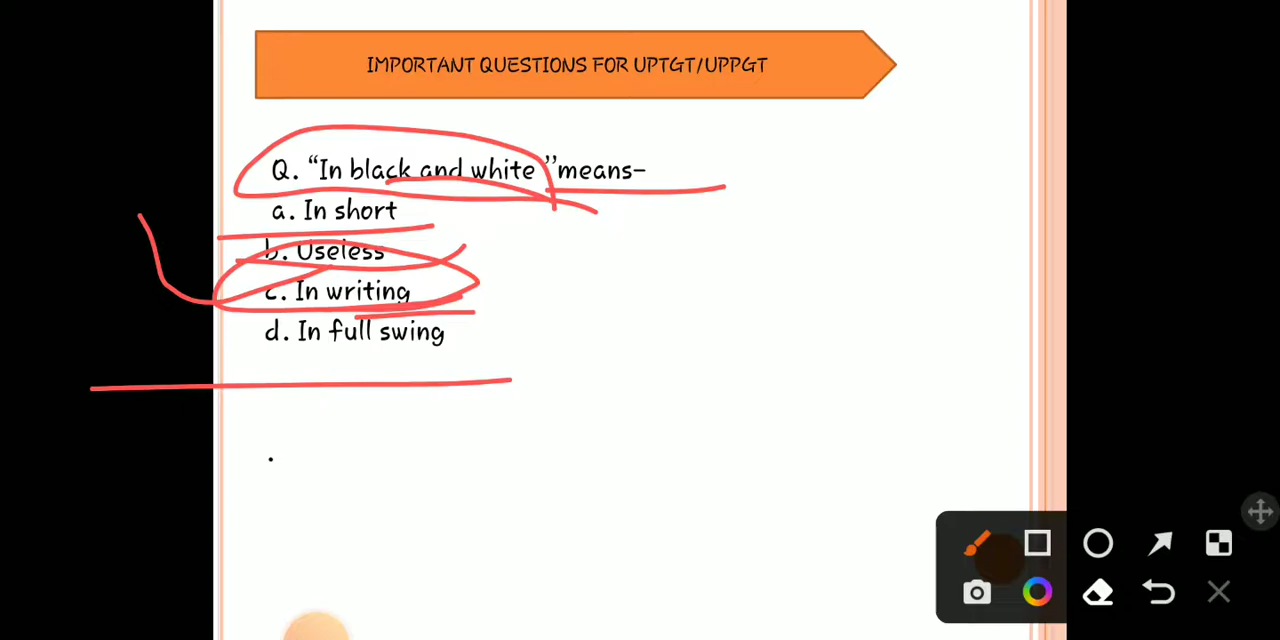 IMPORTANT QUESTIONS FOR UPTGT/UPPGT
Q. “In black and white ”means-
a. In short
b. Useless
c. In writing
d. In full swing
.